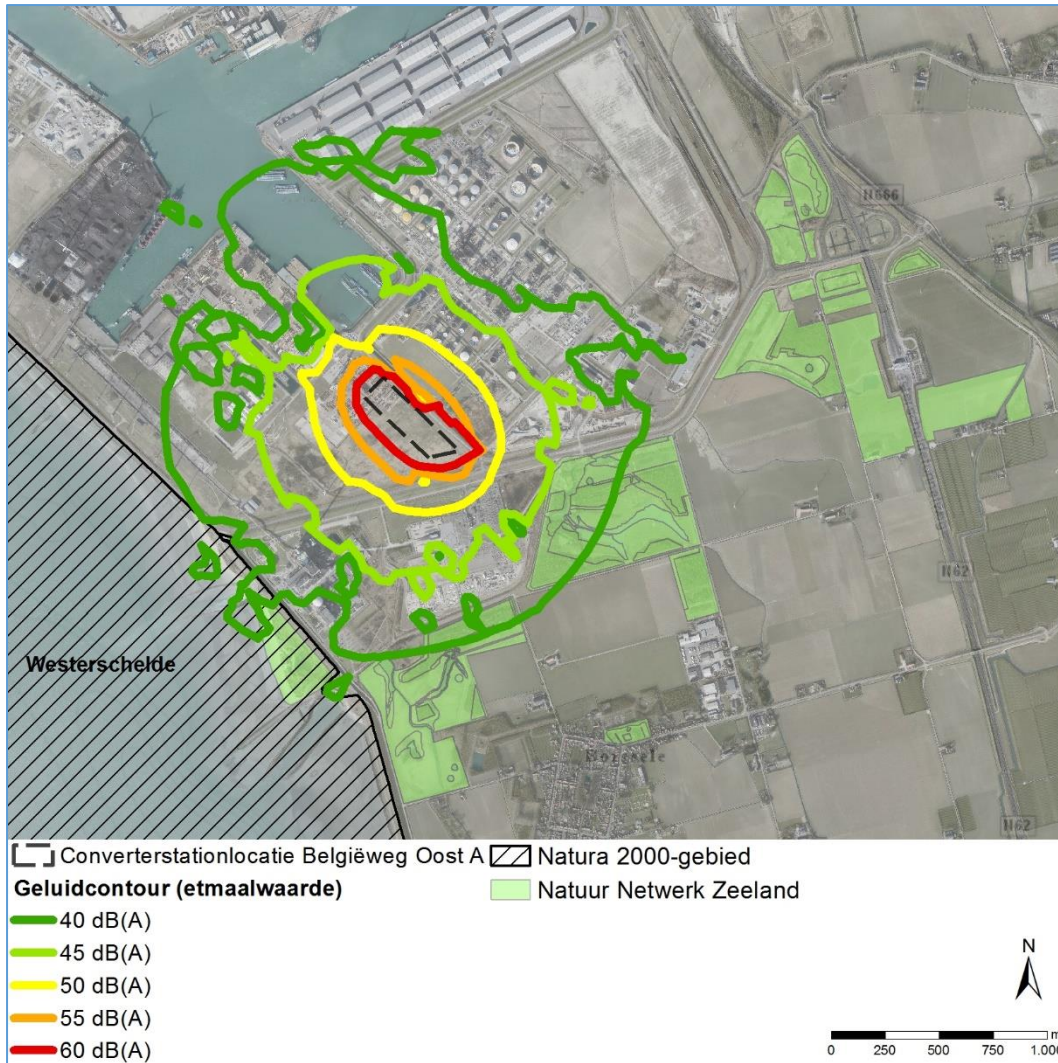 N666
N62
Westerschelde
Borssele
N62
Converterstationlocatie Belgiëweg Oost A
Natura 2000-gebied
Geluidcontour (etmaalwaarde)
Natuur Netwerk Zeeland
40 dB(A)
45 dB(A)
50 dB(A)
55 dB(A)
60 dB(A)
N
m
0 250 500 750 1.000